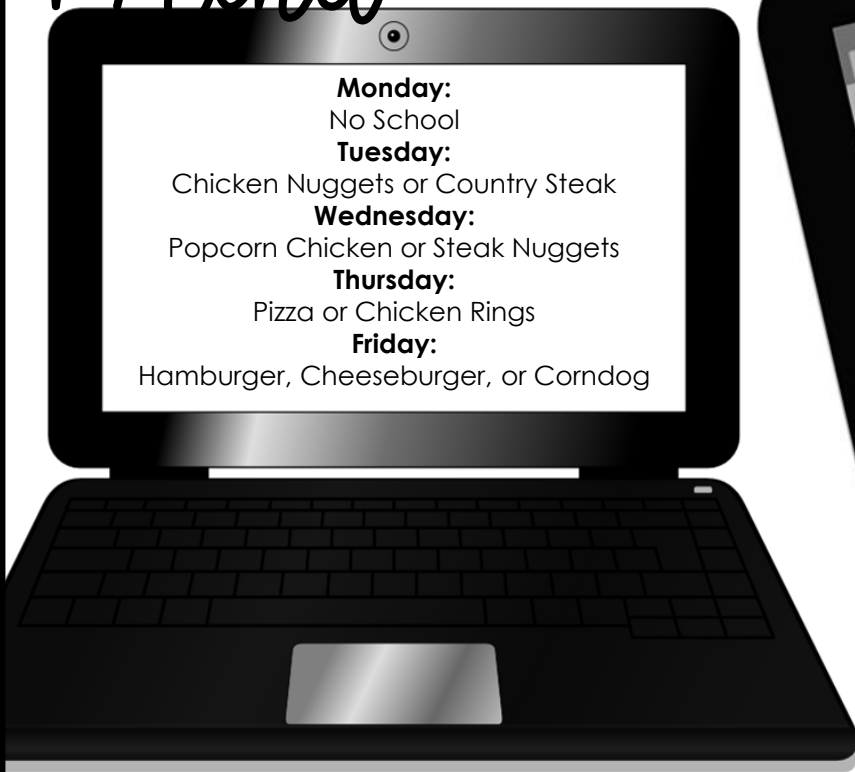 Monday:
No School
Tuesday:
Chicken Nuggets or Country Steak
Wednesday:
Popcorn Chicken or Steak Nuggets
Thursday:
Pizza or Chicken Rings
Friday:
Hamburger, Cheeseburger, or Corndog